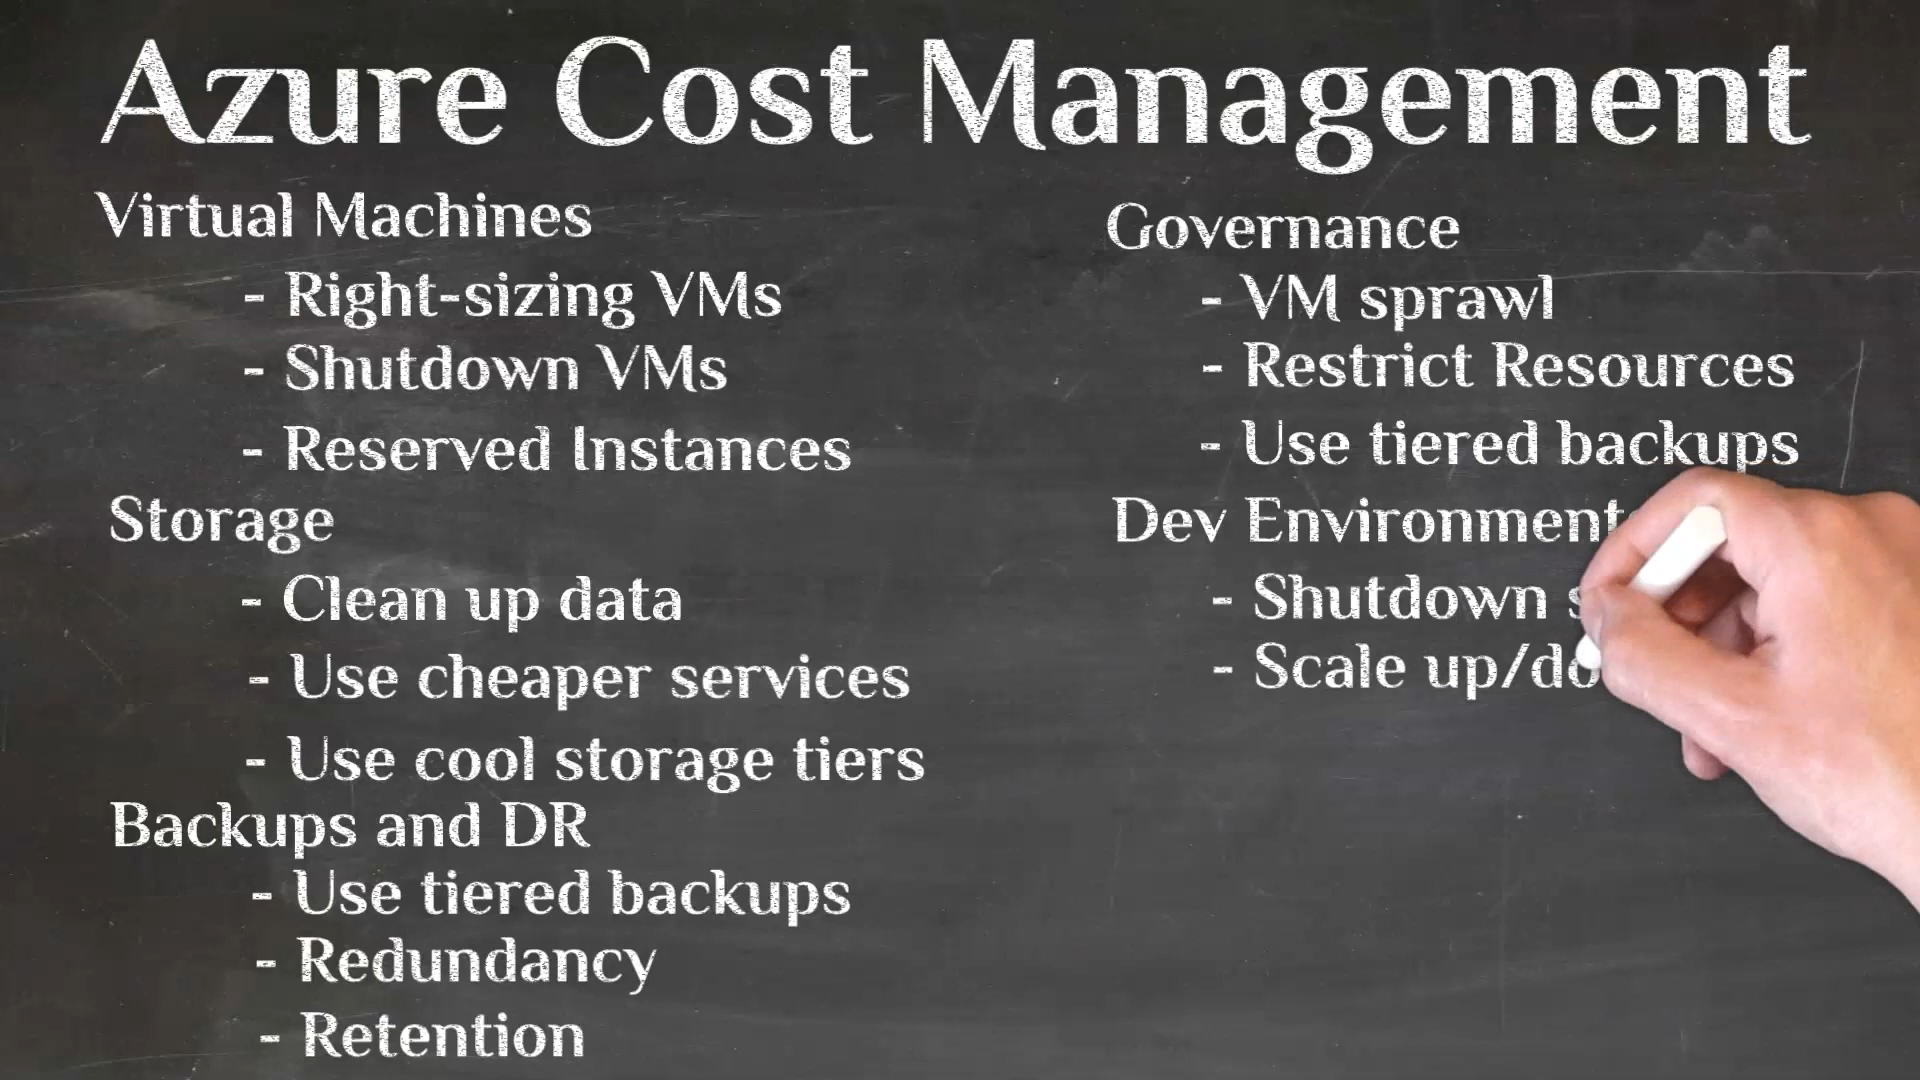 Azure Cost Management
Virtual Machines
- Right-sizing VMs
- Shutdown VMs
- Reserved Instances
Storage
- Clean up data
- Use cheaper services
- Use cool storage tiers
Backups and DR
- Use tiered backups
- Redundancy
- Retention
Governance
- VM sprawl
- Restrict Resources
- Use tiered backups
Dev Environment
- Shutdown
- Scale up/do